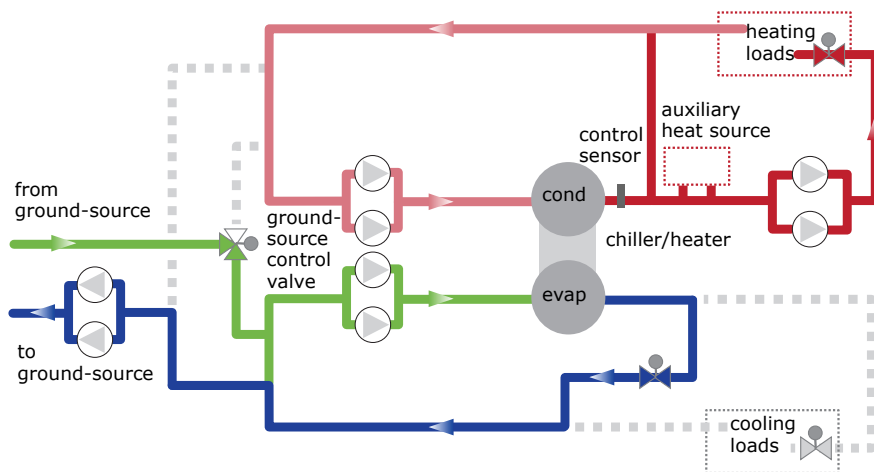 heating
loads
auxiliary
heat source
control
sensor
from
ground-source
cond
ground-
source
control
valve
chiller/heater
evap
to
ground-source
cooling
loads